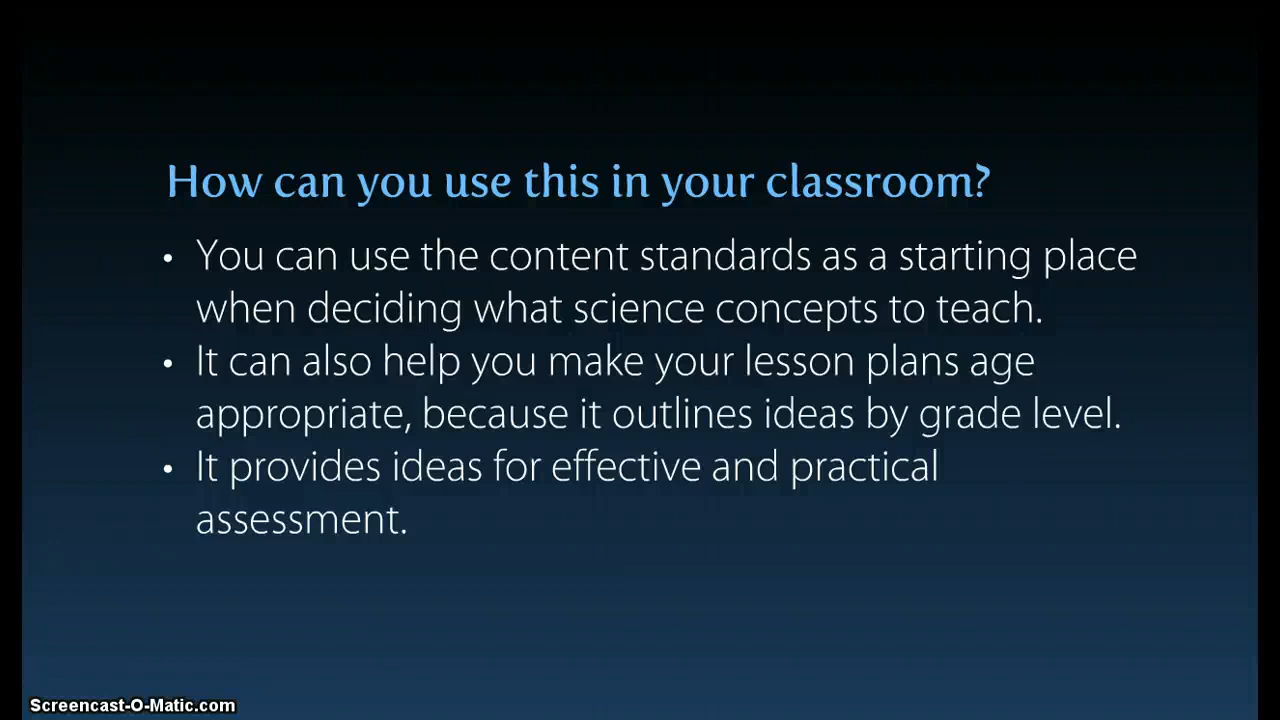 How can you use this in your classroom?
• You can use the content standards as a starting place
when deciding what science concepts to teach.
• It can also help you make your lesson plans age
appropriate, because it outlines ideas by grade level.
• It provides ideas for effective and practical
assessment.
Screencast-O-Matic.com